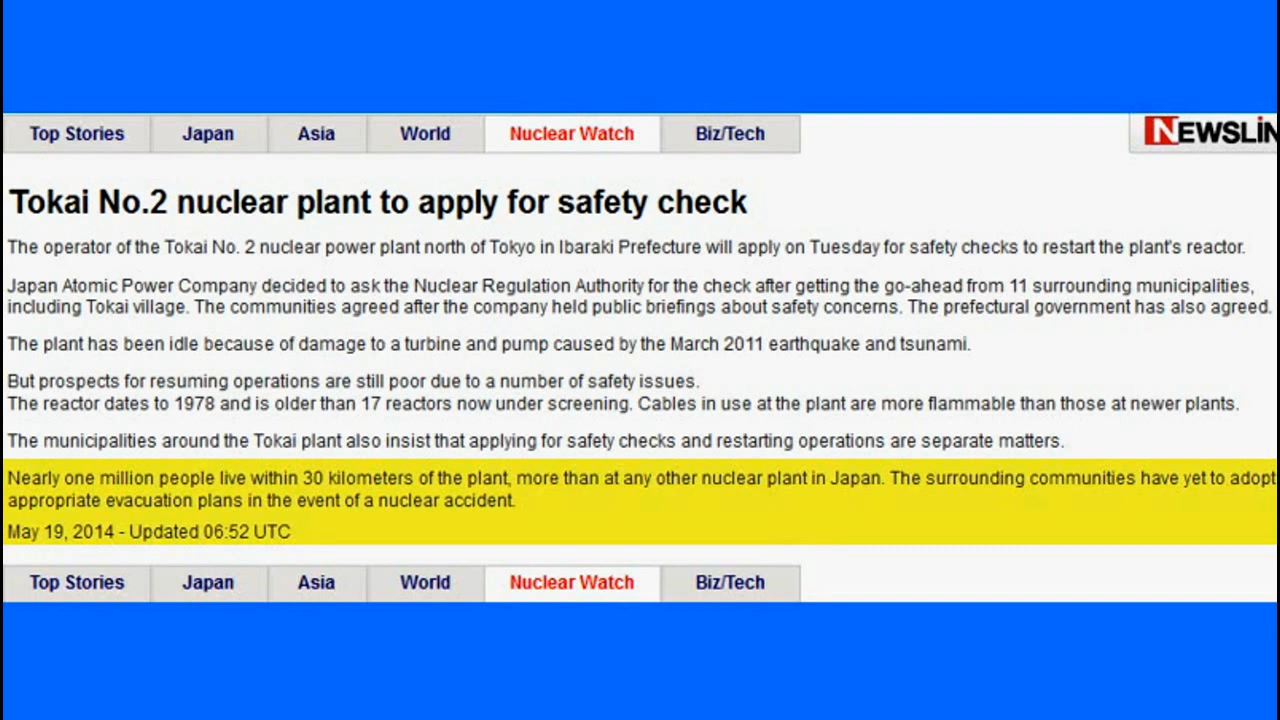 Top Stories Japan Asia World Nuclear Watch Biz/Tech NEWSLIN
Tokai No.2 nuclear plant to apply for safety check
The operator of the Tokai No. 2 nuclear power plant north of Tokyo in Ibaraki Prefecture will apply on Tuesday for safety checks to restart the plant's reactor.
Japan Atomic Power Company decided to ask the Nuclear Regulation Authority for the check after getting the go-ahead from 11 surrounding municipalities,
including Tokai village. The communities agreed after the company held public briefings about safety concerns. The prefectural government has also agreed.
The plant has been idle because of damage to a turbine and pump caused by the March 2011 earthquake and tsunami.
But prospects for resuming operations are still poor due to a number of safety issues.
The reactor dates to 1978 and is older than 17 reactors now under screening. Cables in use at the plant are more flammable than those at newer plants.
The municipalities around the Tokai plant also insist that applying for safety checks and restarting operations are separate matters.
Nearly one million people live within 30 kilometers of the plant, more than at any other nuclear plant in Japan. The surrounding communities have yet to adopt
appropriate evacuation plans in the event of a nuclear accident.
May 19, 2014 - Updated 06:52 UTC
Top Stories Japan Asia World Nuclear Watch Biz/Tech